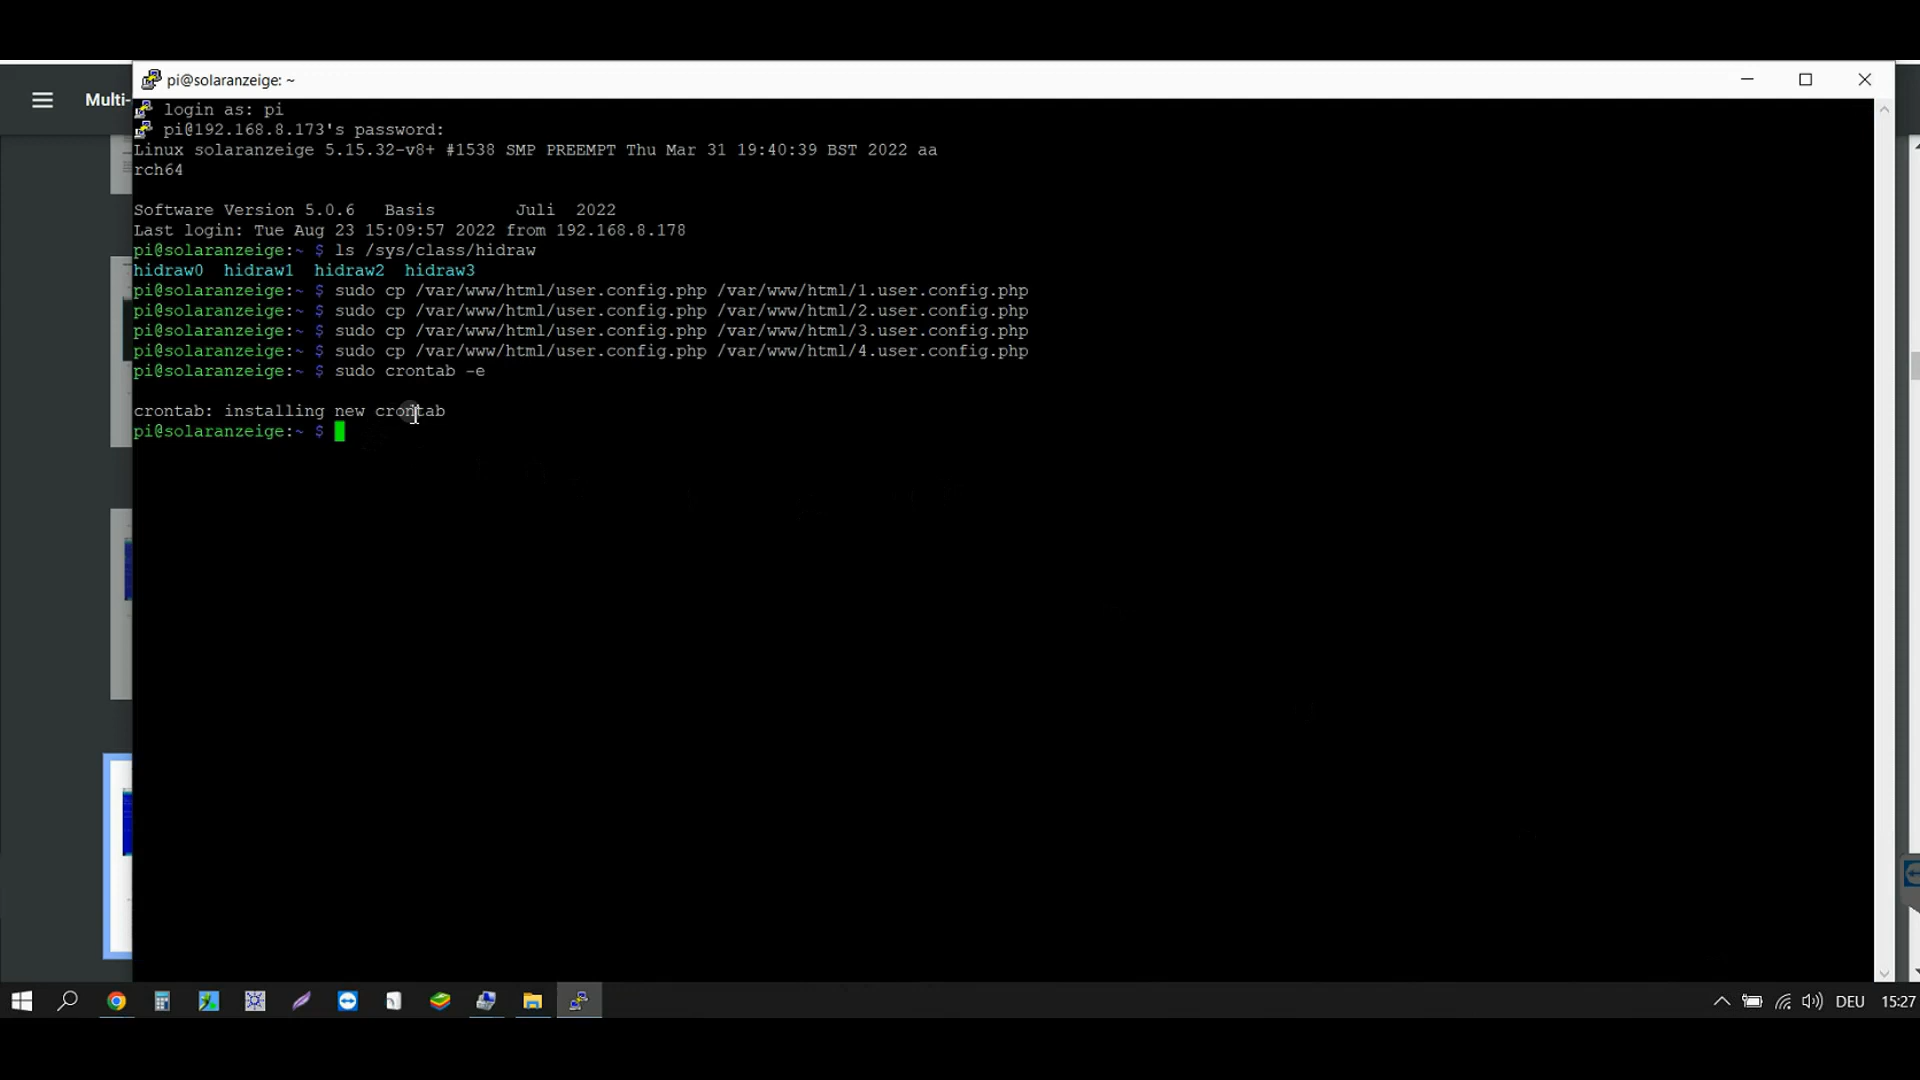 pi@solaranzeige: ~
Multi-
login as: pi
pi@192.168.8.173's password:
Linux solaranzeige 5.15.32-v8+ #1538 SMP PREEMPT Thu Mar 31 19:40:39 BST 2022 aa
rch64
Software Version 5.0.6   Basis        Juli  2022
Last login: Tue Aug 23 15:09:57 2022 from 192.168.8.178
pi@solaranzeige:~ $ ls /sys/class/hidraw
hidraw0  hidraw1  hidraw2  hidraw3
pi@solaranzeige:~ $ sudo cp /var/www/html/user.config.php /var/www/html/1.user.config.php
pi@solaranzeige:~ $ sudo cp /var/www/html/user.config.php /var/www/html/2.user.config.php
pi@solaranzeige:~ $ sudo cp /var/www/html/user.config.php /var/www/html/3.user.config.php
pi@solaranzeige:~ $ sudo cp /var/www/html/user.config.php /var/www/html/4.user.config.php
pi@solaranzeige:~ $ sudo crontab -e
crontab: installing new crontab
pi@solaranzeige:~ $
DEU 15:27